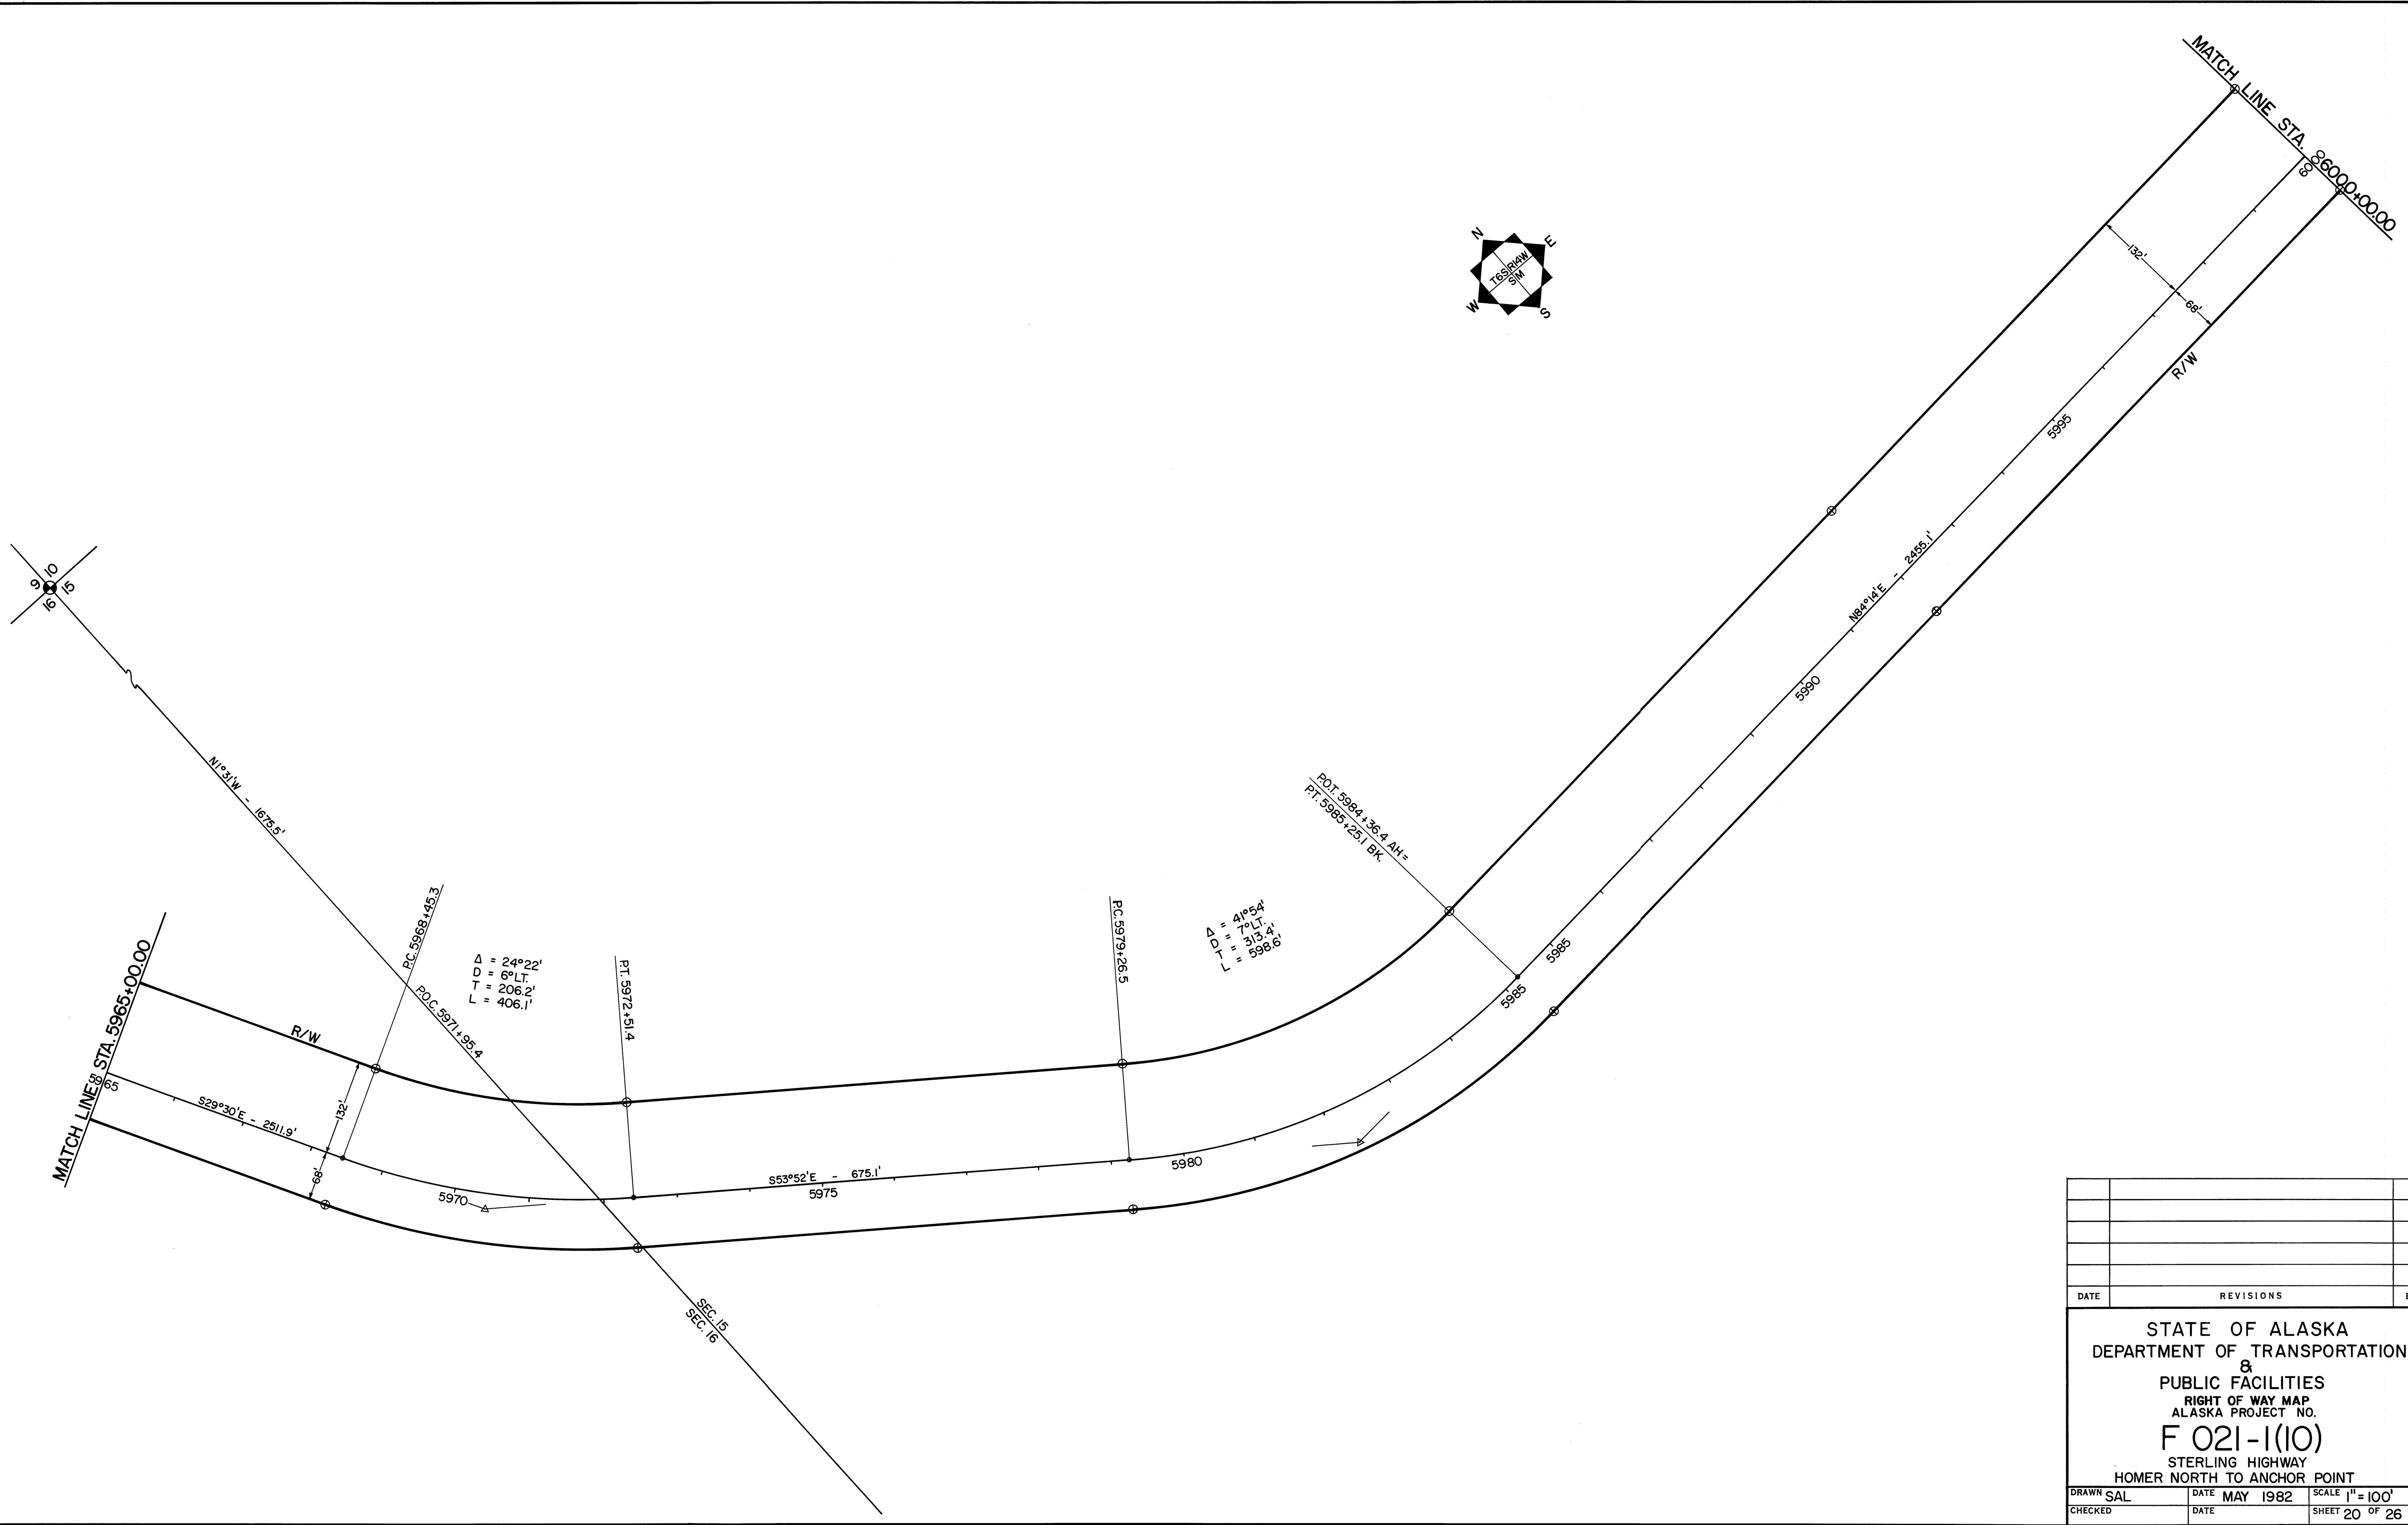 MATCH LINE STA. 6000+00.00
6000
N
E
T6S R14W
S M
W
S
132'
68'
R/W
5995
10
9
15
16
N84°14'E - 2455.1'
5990
N1°31'W - 1675.5'
P.O.T. 5984+36.4 AH=
P.T. 5985+25.1 BK.
P.C. 5968+45.3
P.C. 5979+26.5
Δ = 41°54'
D = 7°LT.
T = 313.4'
L = 598.6'
MATCH LINE STA. 5965+00.00
Δ = 24°22'
D = 6°LT.
T = 206.2'
L = 406.1'
P.T. 5972+51.4
P.O.C. 5971+95.4
5985
5985
R/W
5965
S29°30'E - 2511.9'
132'
68'
5970
S53°52'E - 675.1'
5975
5980
SEC. 15
SEC. 16
DATE REVISIONS
STATE OF ALASKA
DEPARTMENT OF TRANSPORTATION
&
PUBLIC FACILITIES
RIGHT OF WAY MAP
ALASKA PROJECT NO.
F 021-1(10)
STERLING HIGHWAY
HOMER NORTH TO ANCHOR POINT
DRAWN SAL DATE MAY 1982 SCALE 1"=100'
CHECKED DATE SHEET 20 OF 26